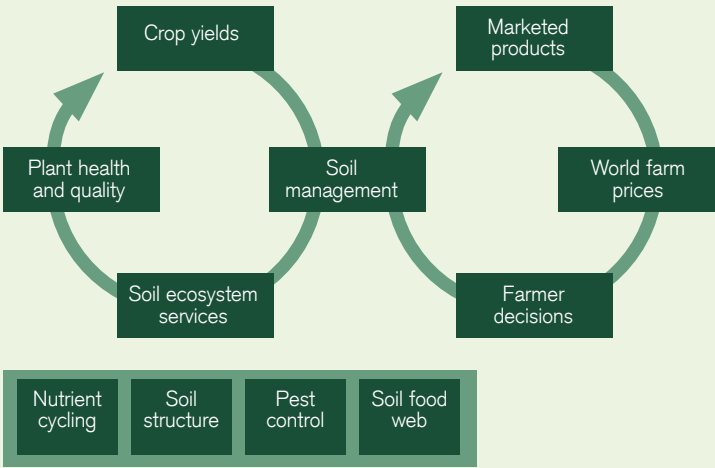 Crop yields
Marketed
products
Plant health
and quality
Soil
management
World farm
prices
Soil ecosystem
services
Farmer
decisions
Nutrient
cycling
Soil
structure
Pest
control
Soil food
web